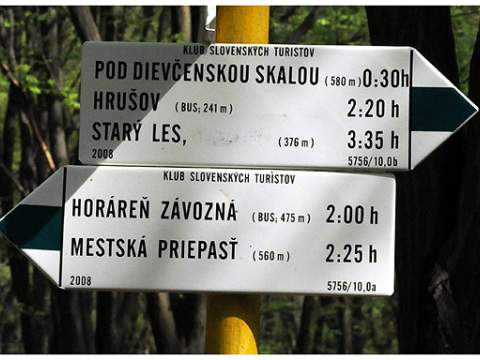 KLUB SLOVENSKÝCH TURISTOV
POD DIEVČENSKOU SKALOU (580 m) 0:30h
HRUŠOV (BUS; 241 m) 2:20 h
STARÝ LES, (376 m) 3:35 h
2008 5756/10,0b
KLUB SLOVENSKÝCH TURISTOV
HORÁREŇ ZÁVOZNÁ (BUS; 475 m) 2:00 h
MESTSKÁ PRIEPASŤ (560 m) 2:25 h
2008 5756/10,0a